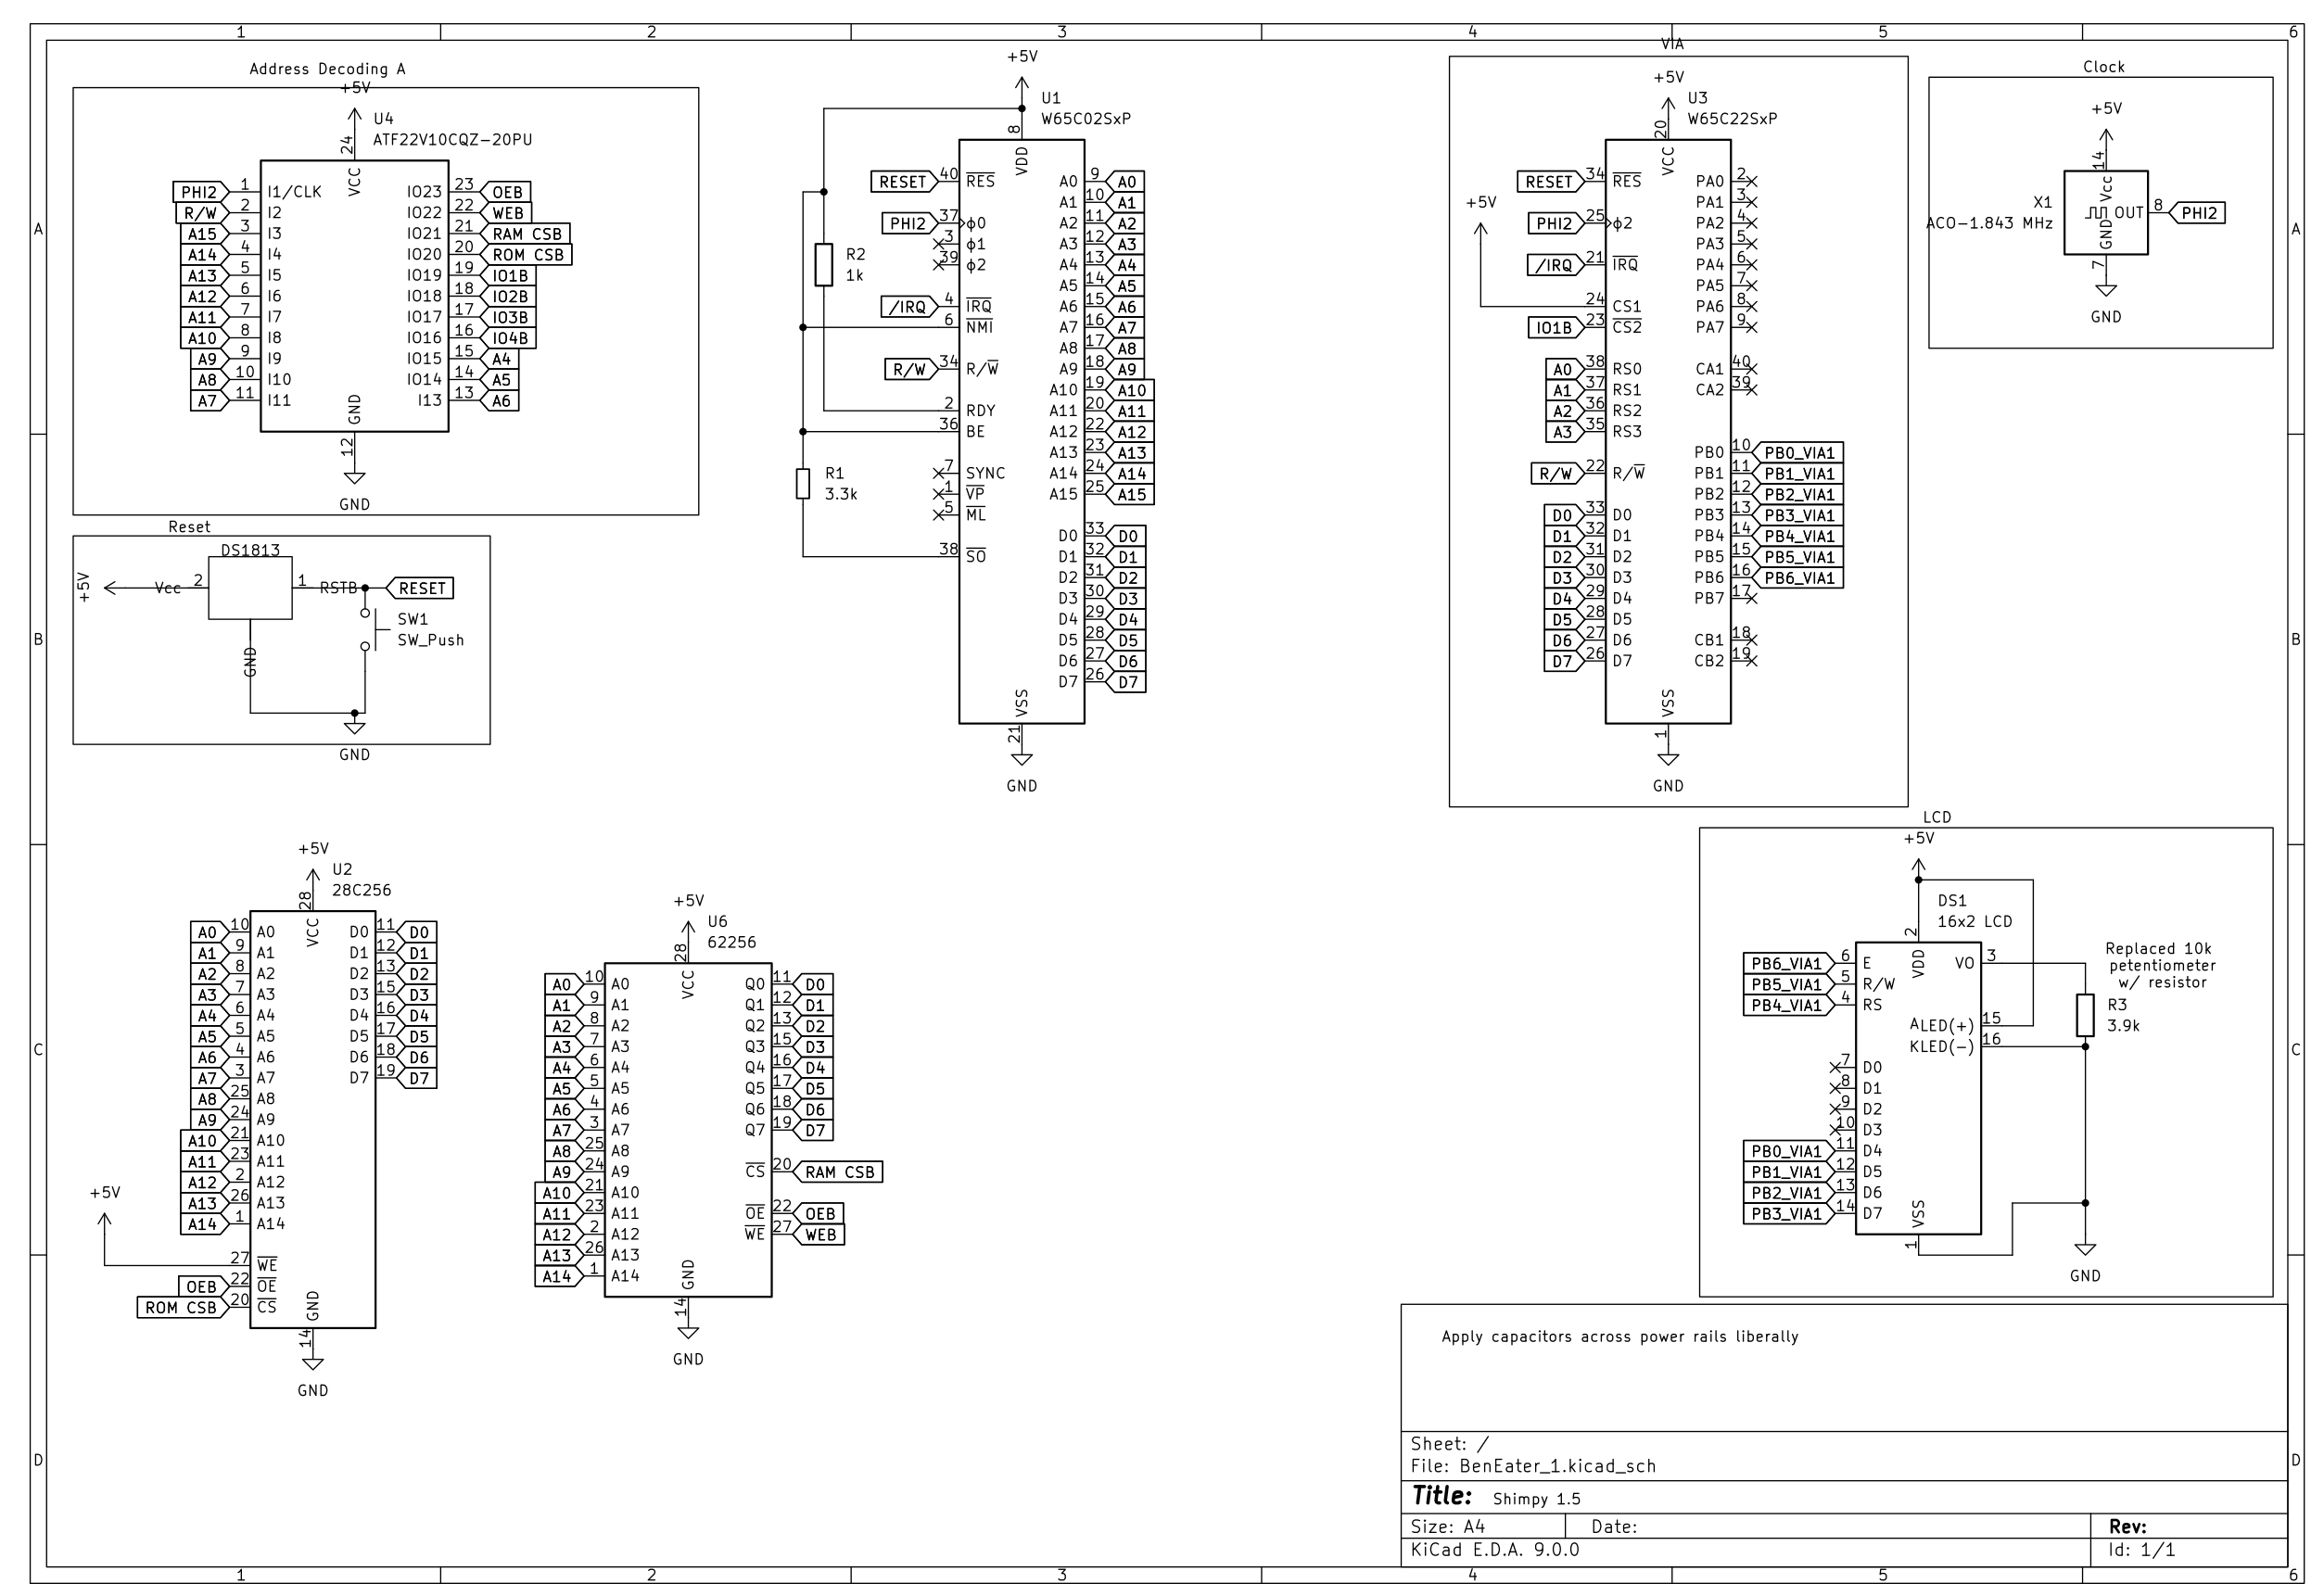 1 2 3 4 5 6
A
B
C
D
Address Decoding A
+5V
U4
ATF22V10CQZ-20PU
24
VCC
PHI2 1 I1/CLK IO23 23 OEB
R/W 2 I2 IO22 22 WEB
A15 3 I3 IO21 21 RAM CSB
A14 4 I4 IO20 20 ROM CSB
A13 5 I5 IO19 19 IO1B
A12 6 I6 IO18 18 IO2B
A11 7 I7 IO17 17 IO3B
A10 8 I8 IO16 16 IO4B
A9 9 I9 IO15 15 A4
A8 10 I10 IO14 14 A5
A7 11 I11 I13 13 A6
GND
12
GND
Reset
DS1813
+5V Vcc 2 1 RSTB RESET
SW1
SW_Push
GND
GND
+5V
U1
W65C02SxP
8
VDD
RESET 40 RES A0 9 A0
A1 10 A1
PHI2 37 ϕ0 A2 11 A2
3 ϕ1 A3 12 A3
39 ϕ2 A4 13 A4
A5 14 A5
/IRQ 4 IRQ A6 15 A6
6 NMI A7 16 A7
A8 17 A8
R/W 34 R/W A9 18 A9
A10 19 A10
2 RDY A11 20 A11
36 BE A12 22 A12
A13 23 A13
7 SYNC A14 24 A14
1 VP A15 25 A15
5 ML
D0 33 D0
38 SO D1 32 D1
D2 31 D2
D3 30 D3
D4 29 D4
D5 28 D5
D6 27 D6
D7 26 D7
VSS
21
GND
R2
1k
R1
3.3k
VIA
+5V
U3
W65C22SxP
20
VCC
+5V
RESET 34 RES PA0 2
PA1 3
PHI2 25 ϕ2 PA2 4
PA3 5
/IRQ 21 IRQ PA4 6
PA5 7
24 CS1 PA6 8
IO1B 23 CS2 PA7 9
A0 38 RS0 CA1 40
A1 37 RS1 CA2 39
A2 36 RS2
A3 35 RS3
PB0 10 PB0_VIA1
R/W 22 R/W PB1 11 PB1_VIA1
PB2 12 PB2_VIA1
D0 33 D0 PB3 13 PB3_VIA1
D1 32 D1 PB4 14 PB4_VIA1
D2 31 D2 PB5 15 PB5_VIA1
D3 30 D3 PB6 16 PB6_VIA1
D4 29 D4 PB7 17
D5 28 D5
D6 27 D6 CB1 18
D7 26 D7 CB2 19
VSS
1
GND
Clock
+5V
14
Vcc
X1
ACO-1.843 MHz
OUT 8 PHI2
GND
7
GND
+5V
U2
28C256
28
VCC
A0 10 A0 D0 11 D0
A1 9 A1 D1 12 D1
A2 8 A2 D2 13 D2
A3 7 A3 D3 15 D3
A4 6 A4 D4 16 D4
A5 5 A5 D5 17 D5
A6 4 A6 D6 18 D6
A7 3 A7 D7 19 D7
A8 25 A8
A9 24 A9
A10 21 A10
A11 23 A11
A12 2 A12
A13 26 A13
A14 1 A14
+5V
27 WE
OEB 22 OE
ROM CSB 20 CS
GND
14
GND
+5V
U6
62256
28
VCC
A0 10 A0 Q0 11 D0
A1 9 A1 Q1 12 D1
A2 8 A2 Q2 13 D2
A3 7 A3 Q3 15 D3
A4 6 A4 Q4 16 D4
A5 5 A5 Q5 17 D5
A6 4 A6 Q6 18 D6
A7 3 A7 Q7 19 D7
A8 25 A8
A9 24 A9 CS 20 RAM CSB
A10 21 A10
A11 23 A11 OE 22 OEB
A12 2 A12 WE 27 WEB
A13 26 A13
A14 1 A14
GND
14
GND
LCD
+5V
DS1
16x2 LCD
2
VDD
PB6_VIA1 6 E VO 3
PB5_VIA1 5 R/W
PB4_VIA1 4 RS
ALED(+) 15
KLED(-) 16
7 D0
8 D1
9 D2
10 D3
PB0_VIA1 11 D4
PB1_VIA1 12 D5
PB2_VIA1 13 D6
PB3_VIA1 14 D7
VSS
1
Replaced 10k
petentiometer
w/ resistor
R3
3.9k
GND
Apply capacitors across power rails liberally
Sheet: /
File: BenEater_1.kicad_sch
Title: Shimpy 1.5
Size: A4 Date: Rev:
KiCad E.D.A. 9.0.0 Id: 1/1
A
B
C
D
1 2 3 4 5 6